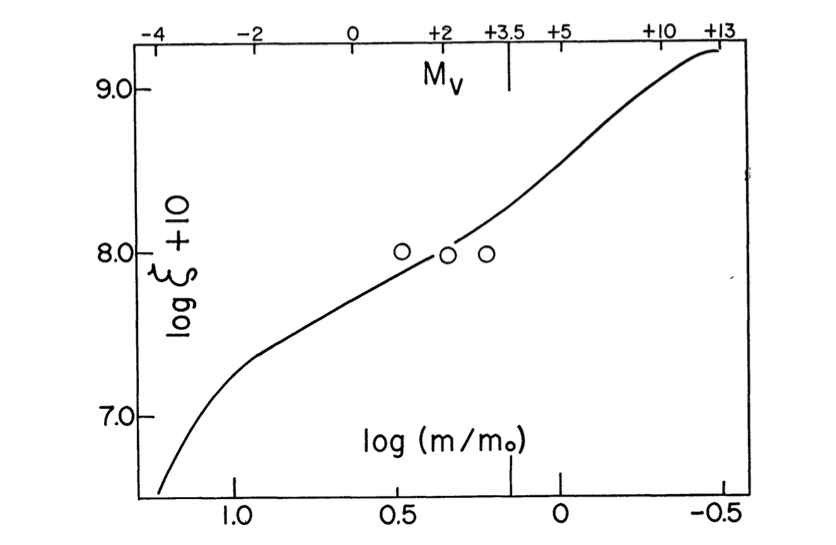 -4 -2 0 +2 +3.5 +5 +10 +13
M_V
9.0
8.0
7.0
log ξ +10
log (m/m₀)
1.0 0.5 0 -0.5